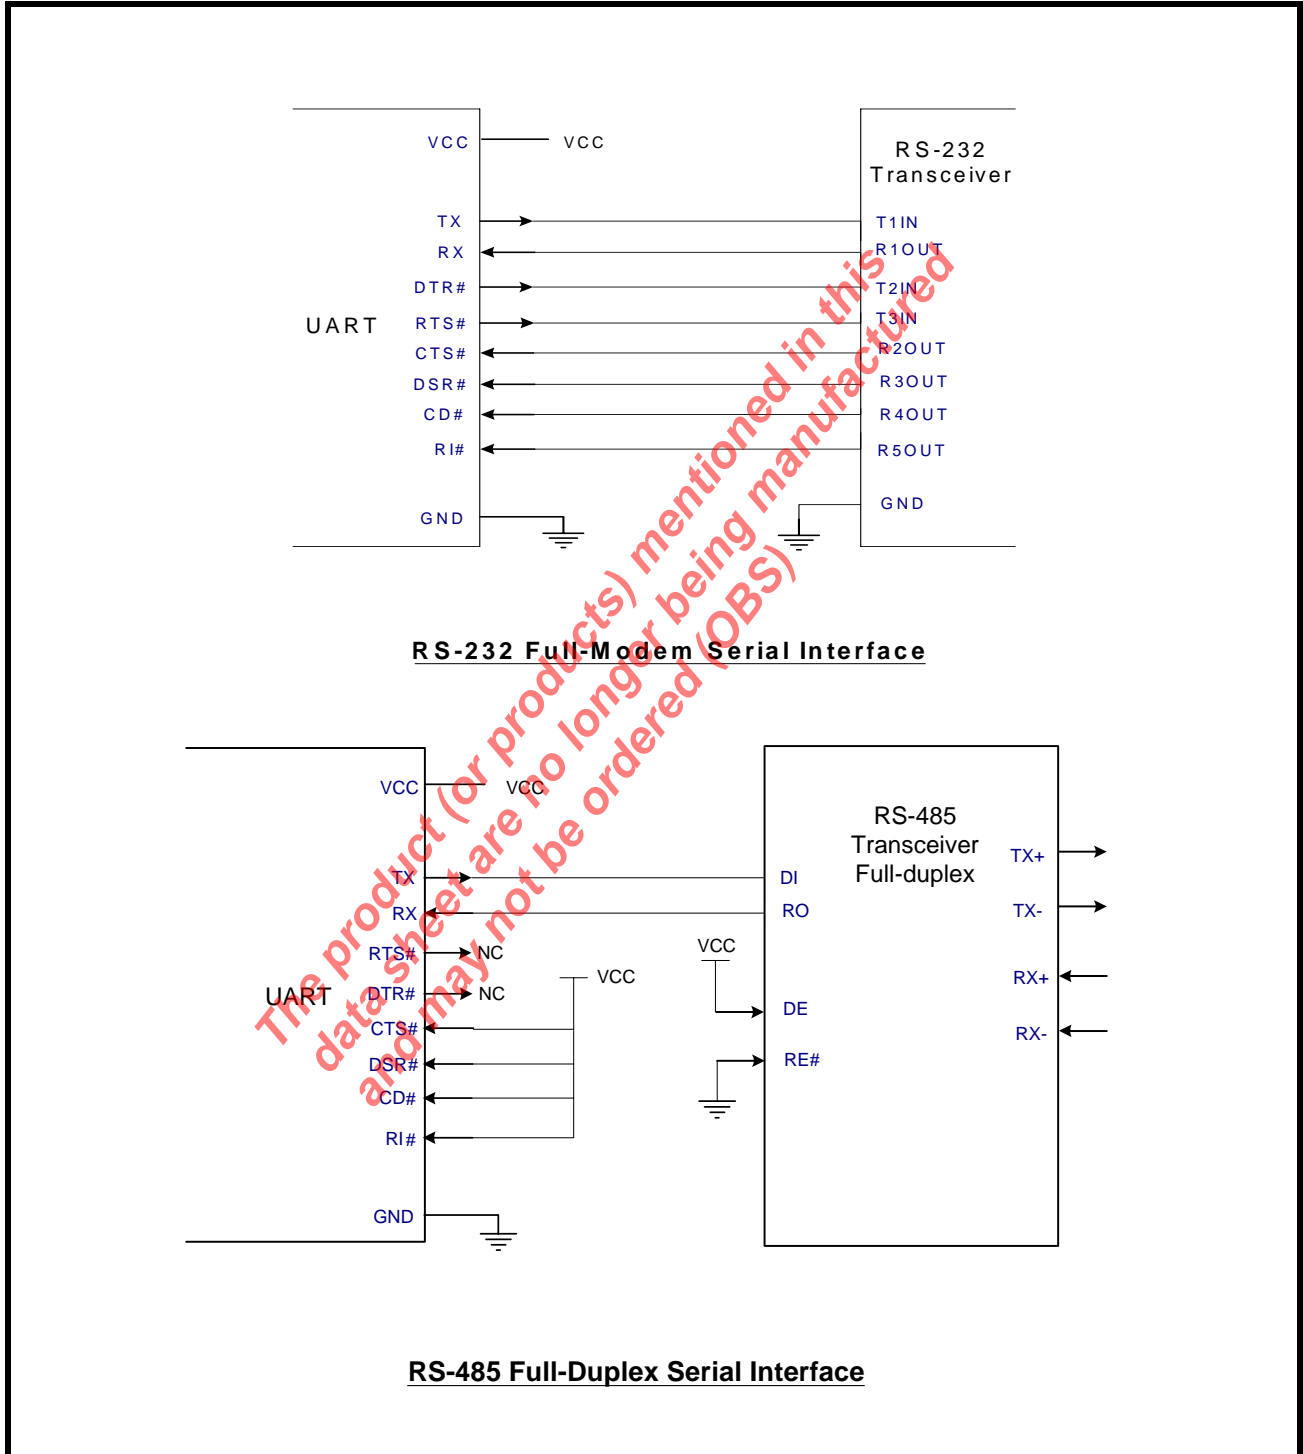 VCC
VCC
RS-232
Transceiver
TX
T1IN
RX
R1OUT
DTR#
T2IN
UART
RTS#
T3IN
CTS#
R2OUT
DSR#
R3OUT
CD#
R4OUT
RI#
R5OUT
GND
GND
RS-232 Full-Modem Serial Interface
The product (or products) mentioned in this
data sheet are no longer being manufactured
and may not be ordered (OBS)
VCC
VCC
RS-485
Transceiver
Full-duplex
TX+
TX
DI
RX
RO
TX-
RTS#
NC
VCC
VCC
RX+
UART
DTR#
NC
DE
CTS#
RX-
DSR#
RE#
CD#
RI#
GND
RS-485 Full-Duplex Serial Interface